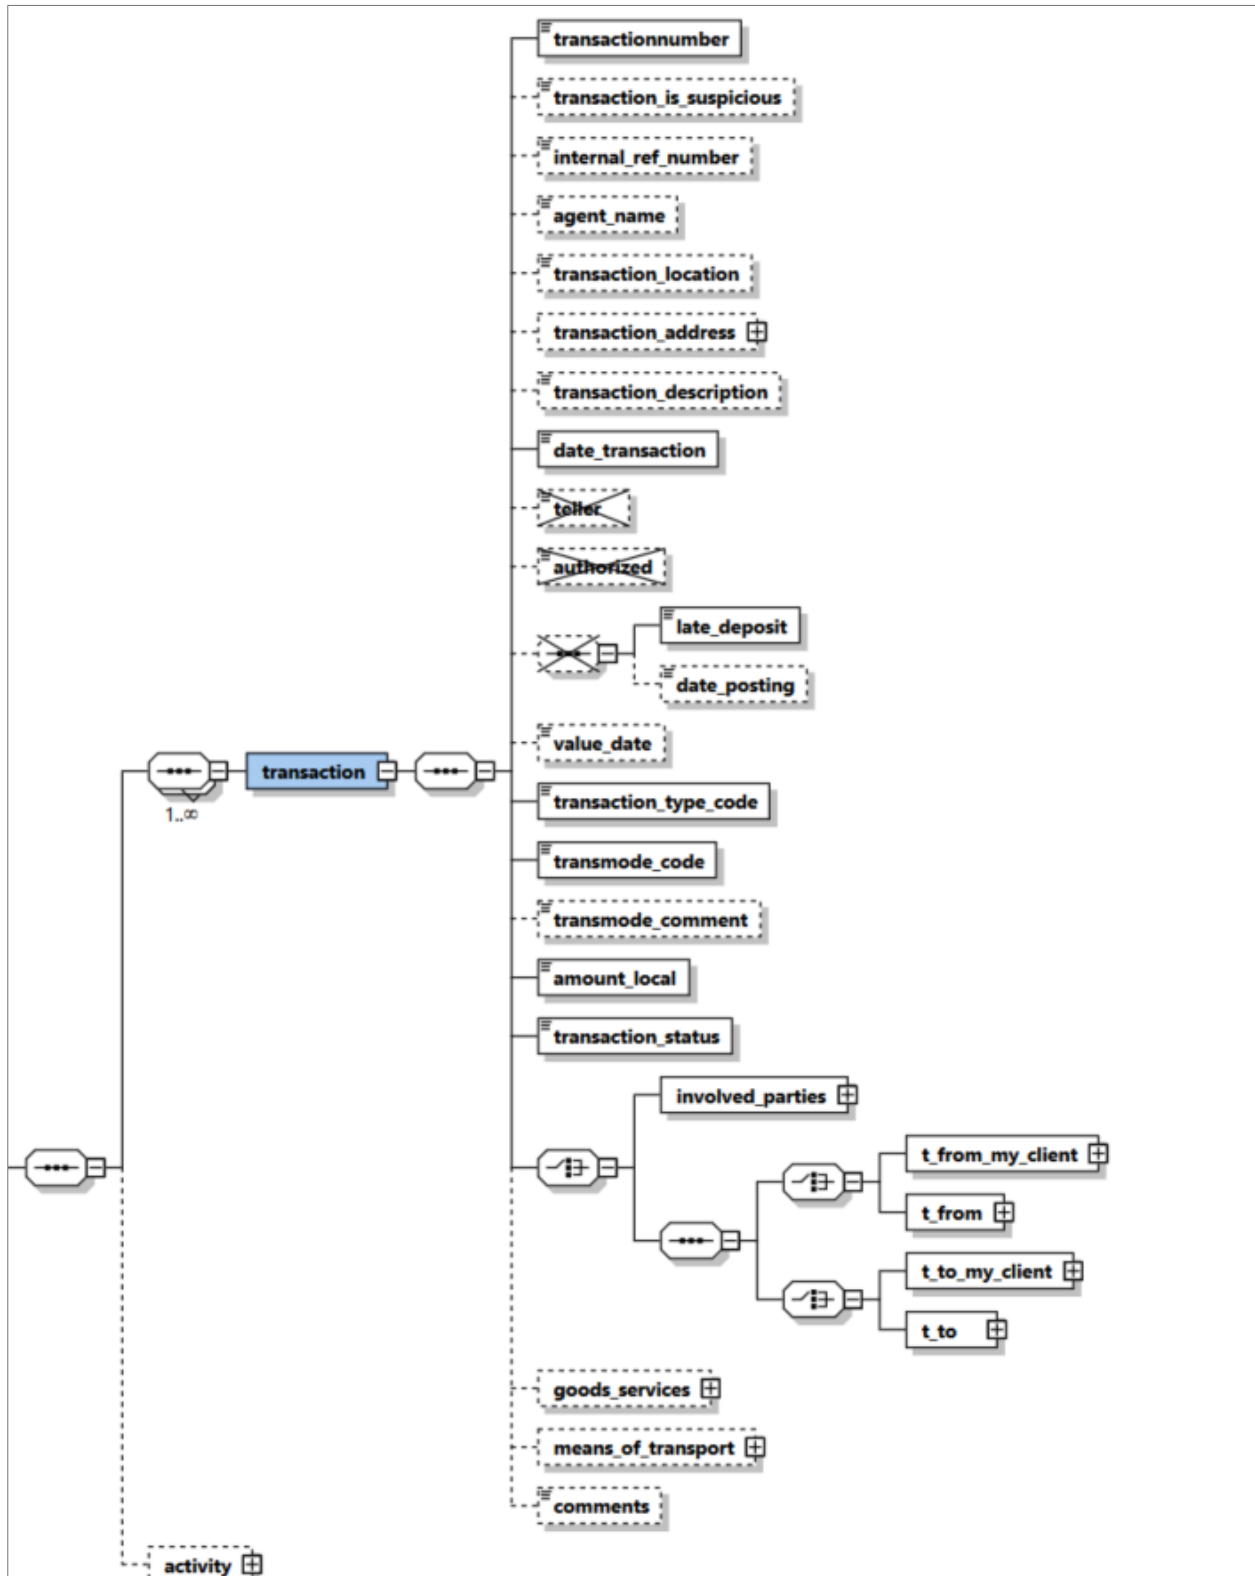 transactionnumber
transaction_is_suspicious
internal_ref_number
agent_name
transaction_location
transaction_address
transaction_description
date_transaction
teller
authorized
late_deposit
date_posting
value_date
transaction
1..∞
transaction_type_code
transmode_code
transmode_comment
amount_local
transaction_status
involved_parties
t_from_my_client
t_from
t_to_my_client
t_to
goods_services
means_of_transport
comments
activity